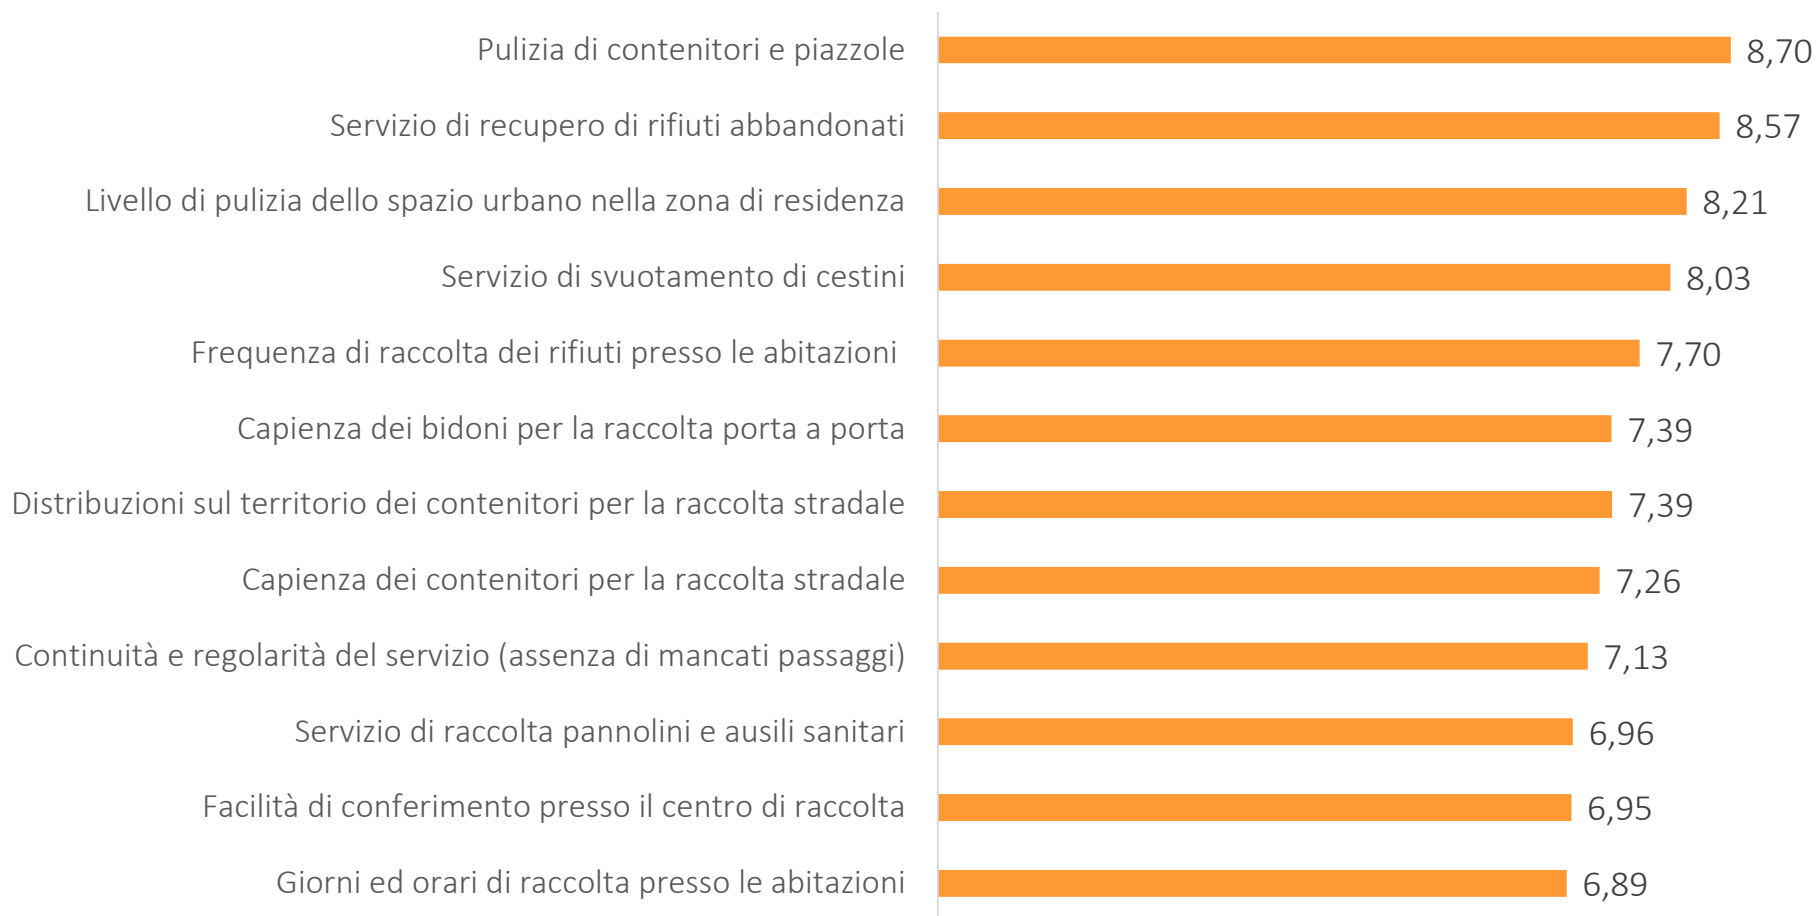 Pulizia di contenitori e piazzole 8,70
Servizio di recupero di rifiuti abbandonati 8,57
Livello di pulizia dello spazio urbano nella zona di residenza 8,21
Servizio di svuotamento di cestini 8,03
Frequenza di raccolta dei rifiuti presso le abitazioni 7,70
Capienza dei bidoni per la raccolta porta a porta 7,39
Distribuzioni sul territorio dei contenitori per la raccolta stradale 7,39
Capienza dei contenitori per la raccolta stradale 7,26
Continuità e regolarità del servizio (assenza di mancati passaggi) 7,13
Servizio di raccolta pannolini e ausili sanitari 6,96
Facilità di conferimento presso il centro di raccolta 6,95
Giorni ed orari di raccolta presso le abitazioni 6,89